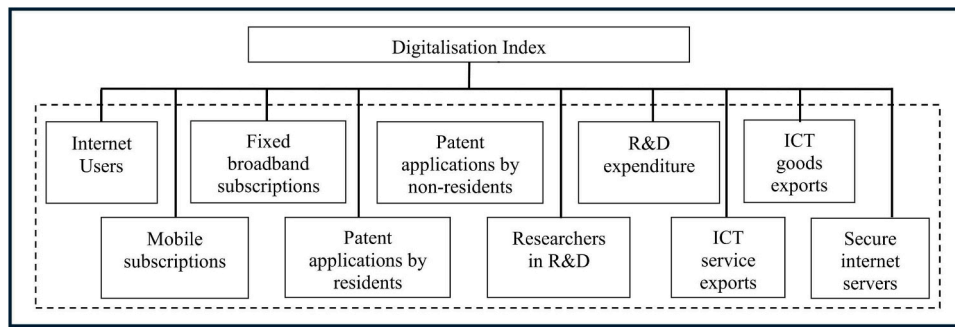 Digitalisation Index
Internet
Users
Fixed
broadband
subscriptions
Patent
applications by
non-residents
R&D
expenditure
ICT
goods
exports
Mobile
subscriptions
Patent
applications by
residents
Researchers
in R&D
ICT
service
exports
Secure
internet
servers